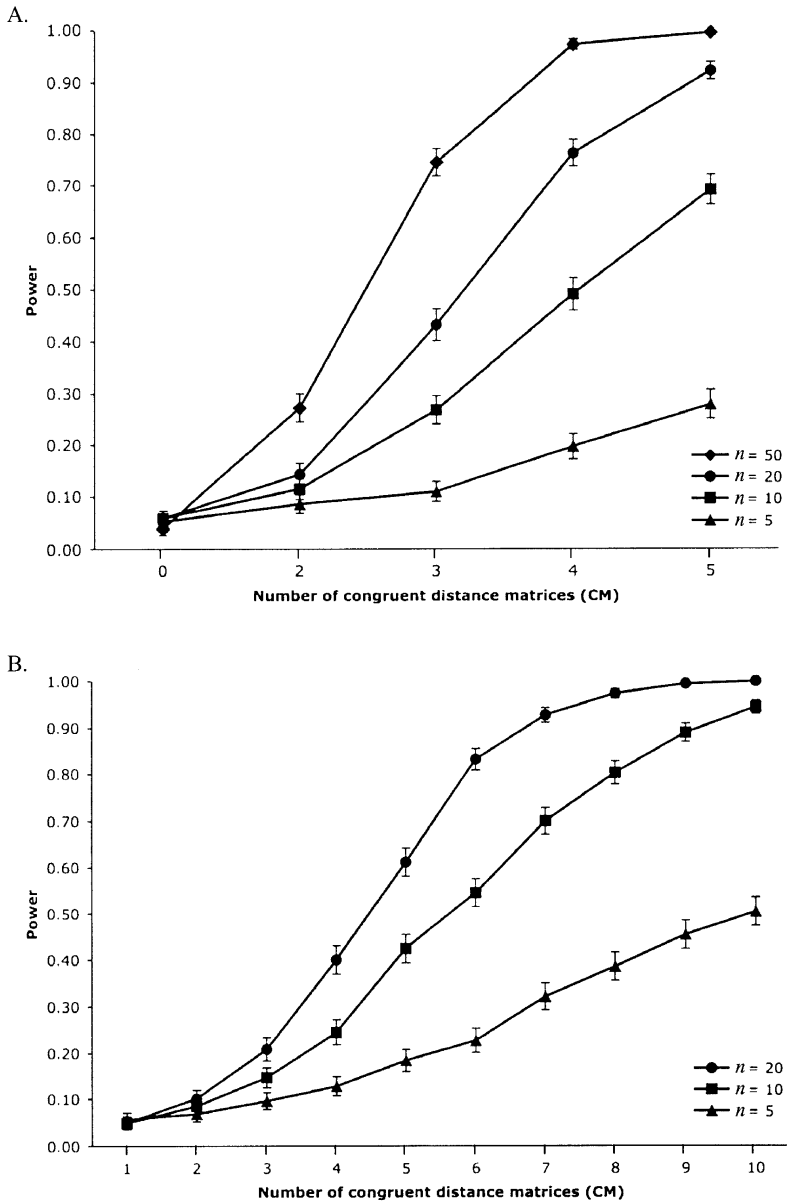 A.
1.00
0.90
0.80
0.70
0.60
0.50
0.40
0.30
0.20
0.10
0.00
Power
0 2 3 4 5
Number of congruent distance matrices (CM)
n = 50
n = 20
n = 10
n = 5
B.
1.00
0.90
0.80
0.70
0.60
0.50
0.40
0.30
0.20
0.10
0.00
Power
1 2 3 4 5 6 7 8 9 10
Number of congruent distance matrices (CM)
n = 20
n = 10
n = 5